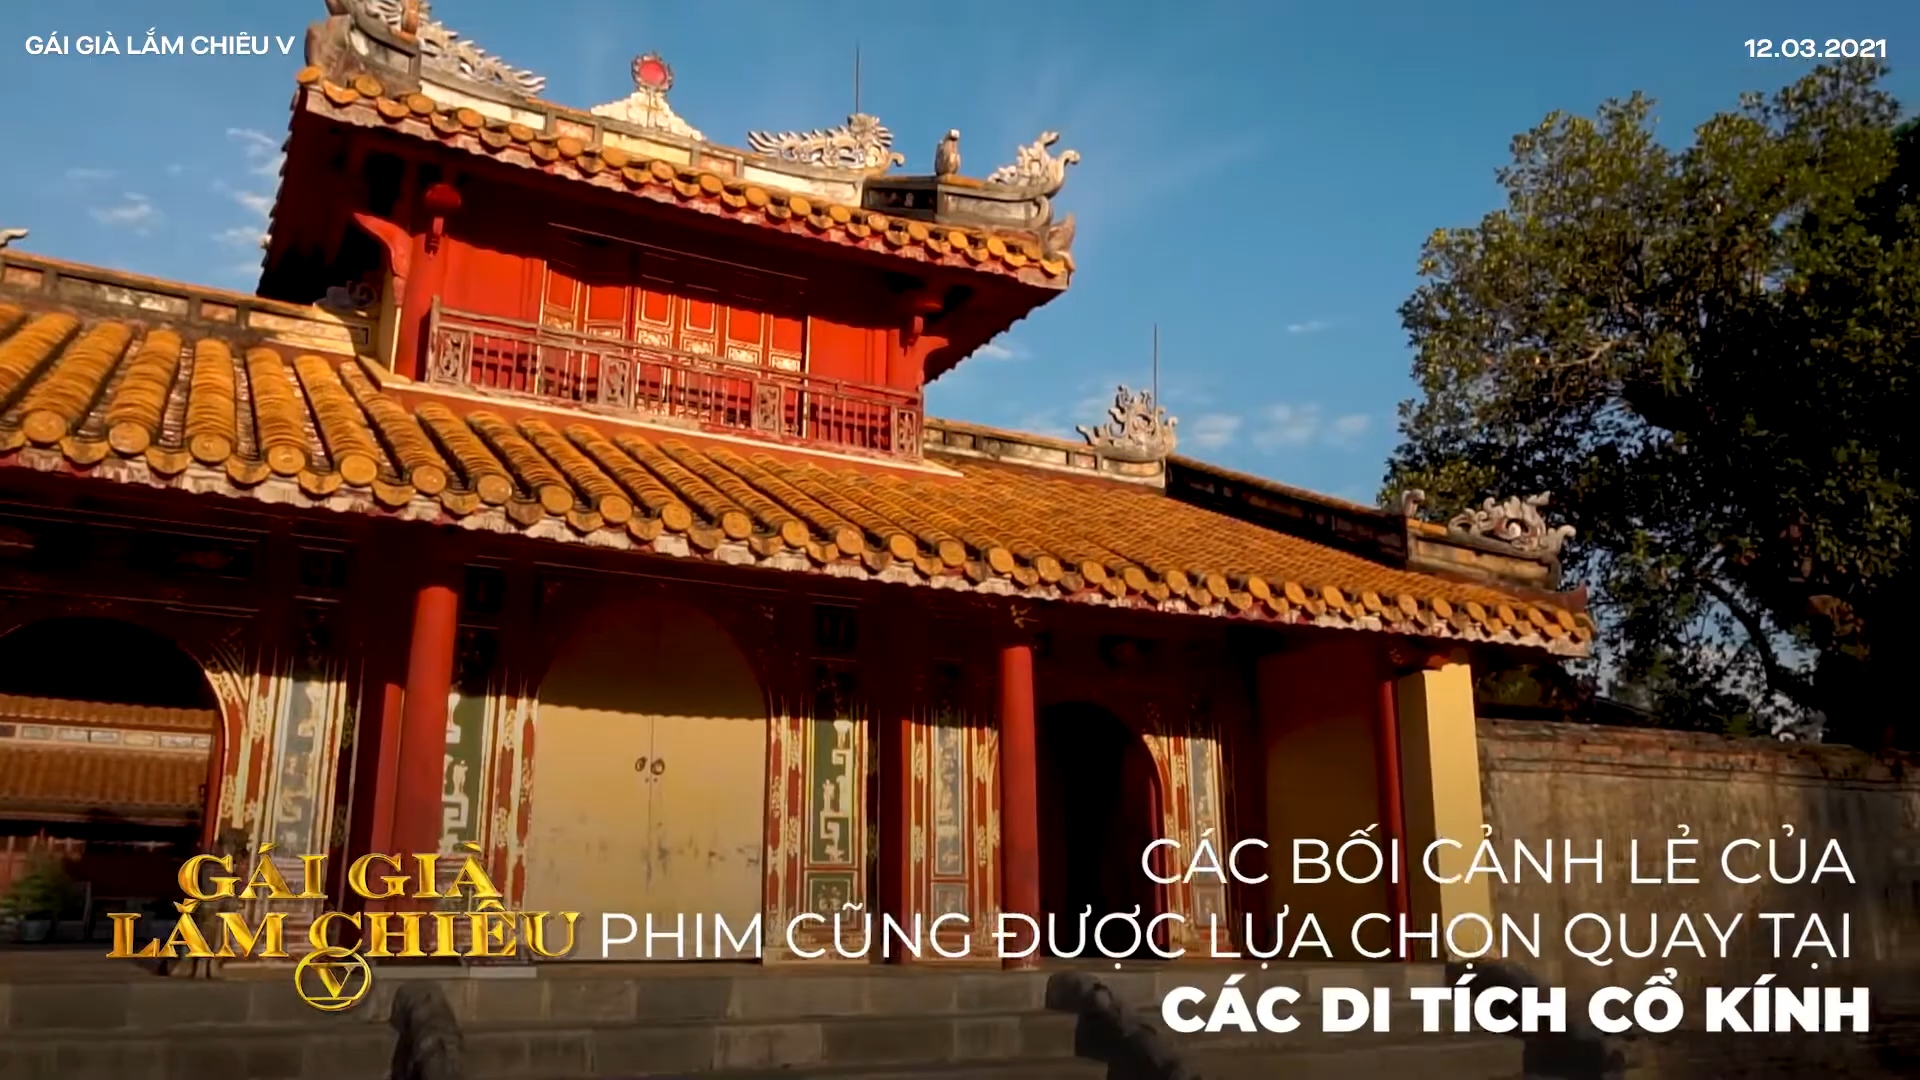 GÁI GIÀ LẮM CHIÊU V
12.03.2021
CÁC BỐI CẢNH LẺ CỦA
PHIM CŨNG ĐƯỢC LỰA CHỌN QUAY TẠI
CÁC DI TÍCH CỔ KÍNH
GÁI GIÀ
LẮM CHIÊU
V